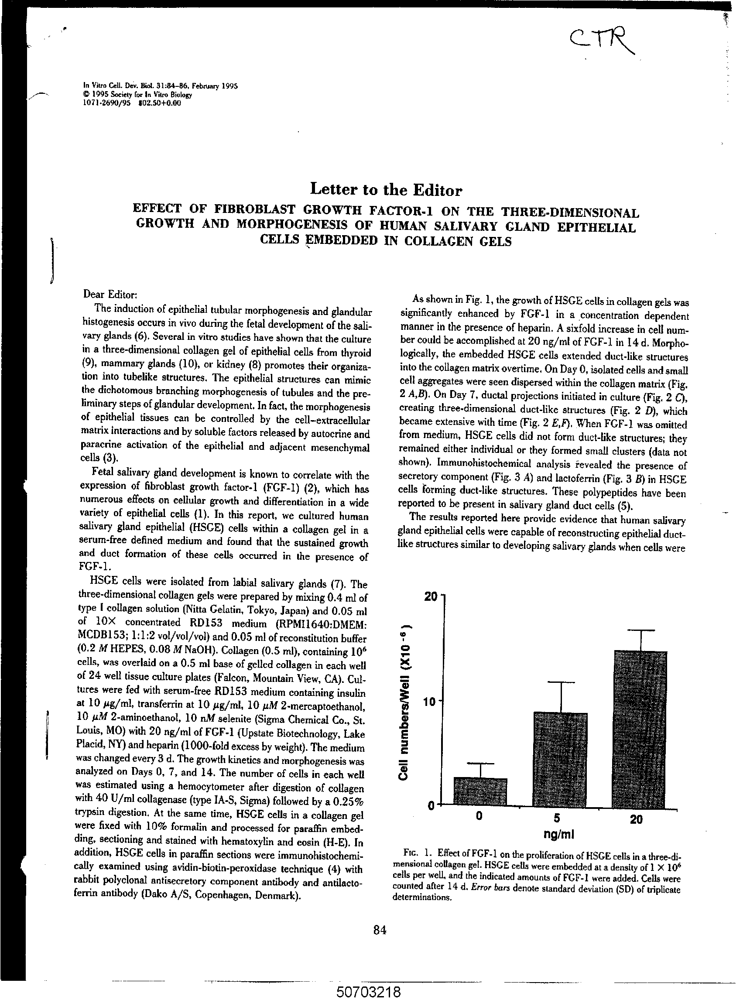 CTR
In Vitro Cell. Dev. Biol. 31:84–86, February 1995
© 1995 Society for In Vitro Biology
1071-2690/95 $02.50+0.00
Letter to the Editor
EFFECT OF FIBROBLAST GROWTH FACTOR-1 ON THE THREE-DIMENSIONAL
GROWTH AND MORPHOGENESIS OF HUMAN SALIVARY GLAND EPITHELIAL
CELLS EMBEDDED IN COLLAGEN GELS
Dear Editor:
The induction of epithelial tubular morphogenesis and glandular
histogenesis occurs in vivo during the fetal development of the sali-
vary glands (6). Several in vitro studies have shown that the culture
in a three-dimensional collagen gel of epithelial cells from thyroid
(9), mammary glands (10), or kidney (8) promotes their organiza-
tion into tubelike structures. The epithelial structures can mimic
the dichotomous branching morphogenesis of tubules and the pre-
liminary steps of glandular development. In fact, the morphogenesis
of epithelial tissues can be controlled by the cell–extracellular
matrix interactions and by soluble factors released by autocrine and
paracrine activation of the epithelial and adjacent mesenchymal
cells (3).
Fetal salivary gland development is known to correlate with the
expression of fibroblast growth factor-1 (FGF-1) (2), which has
numerous effects on cellular growth and differentiation in a wide
variety of epithelial cells (1). In this report, we cultured human
salivary gland epithelial (HSGE) cells within a collagen gel in a
serum-free defined medium and found that the sustained growth
and duct formation of these cells occurred in the presence of
FGF-1.
HSGE cells were isolated from labial salivary glands (7). The
three-dimensional collagen gels were prepared by mixing 0.4 ml of
type I collagen solution (Nitta Gelatin, Tokyo, Japan) and 0.05 ml
of 10× concentrated RD153 medium (RPMI1640:DMEM:
MCDB153; 1:1:2 vol/vol/vol) and 0.05 ml of reconstitution buffer
(0.2 M HEPES, 0.08 M NaOH). Collagen (0.5 ml), containing 10⁶
cells, was overlaid on a 0.5 ml base of gelled collagen in each well
of 24 well tissue culture plates (Falcon, Mountain View, CA). Cul-
tures were fed with serum-free RD153 medium containing insulin
at 10 µg/ml, transferrin at 10 µg/ml, 10 µM 2-mercaptoethanol,
10 µM 2-aminoethanol, 10 nM selenite (Sigma Chemical Co., St.
Louis, MO) with 20 ng/ml of FGF-1 (Upstate Biotechnology, Lake
Placid, NY) and heparin (1000-fold excess by weight). The medium
was changed every 3 d. The growth kinetics and morphogenesis was
analyzed on Days 0, 7, and 14. The number of cells in each well
was estimated using a hemocytometer after digestion of collagen
with 40 U/ml collagenase (type IA-S, Sigma) followed by a 0.25%
trypsin digestion. At the same time, HSGE cells in a collagen gel
were fixed with 10% formalin and processed for paraffin embed-
ding, sectioning and stained with hematoxylin and eosin (H-E). In
addition, HSGE cells in paraffin sections were immunohistochemi-
cally examined using avidin-biotin-peroxidase technique (4) with
rabbit polyclonal antisecretory component antibody and antilacto-
ferrin antibody (Dako A/S, Copenhagen, Denmark).
As shown in Fig. 1, the growth of HSGE cells in collagen gels was
significantly enhanced by FGF-1 in a concentration dependent
manner in the presence of heparin. A sixfold increase in cell num-
ber could be accomplished at 20 ng/ml of FGF-1 in 14 d. Morpho-
logically, the embedded HSGE cells extended duct-like structures
into the collagen matrix overtime. On Day 0, isolated cells and small
cell aggregates were seen dispersed within the collagen matrix (Fig.
2 A,B). On Day 7, ductal projections initiated in culture (Fig. 2 C),
creating three-dimensional duct-like structures (Fig. 2 D), which
became extensive with time (Fig. 2 E,F). When FGF-1 was omitted
from medium, HSGE cells did not form duct-like structures; they
remained either individual or they formed small clusters (data not
shown). Immunohistochemical analysis revealed the presence of
secretory component (Fig. 3 A) and lactoferrin (Fig. 3 B) in HSGE
cells forming duct-like structures. These polypeptides have been
reported to be present in salivary gland duct cells (5).
The results reported here provide evidence that human salivary
gland epithelial cells were capable of reconstructing epithelial duct-
like structures similar to developing salivary glands when cells were
20
10
0
Cell numbers/Well (X10⁻⁶)
0 5 20
ng/ml
FIG. 1. Effect of FGF-1 on the proliferation of HSGE cells in a three-di-
mensional collagen gel. HSGE cells were embedded at a density of 1 × 10⁶
cells per well, and the indicated amounts of FGF-1 were added. Cells were
counted after 14 d. Error bars denote standard deviation (SD) of triplicate
determinations.
84
50703218